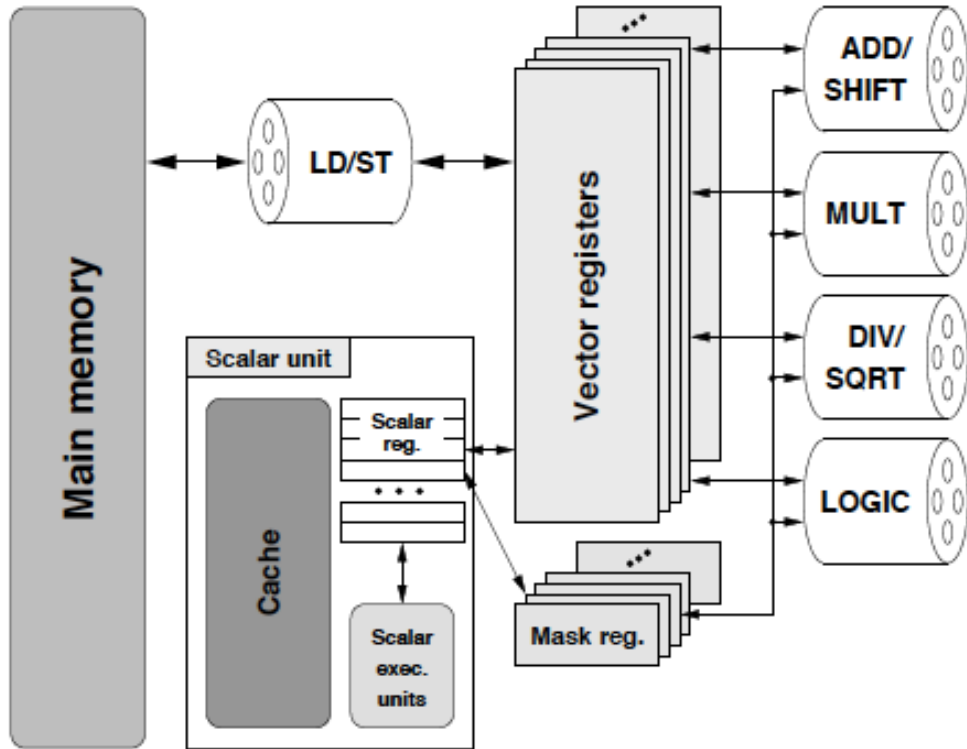 Main memory
LD/ST
Vector registers
ADD/
SHIFT
MULT
DIV/
SQRT
LOGIC
Scalar unit
Cache
Scalar
reg.
Scalar
exec.
units
Mask reg.